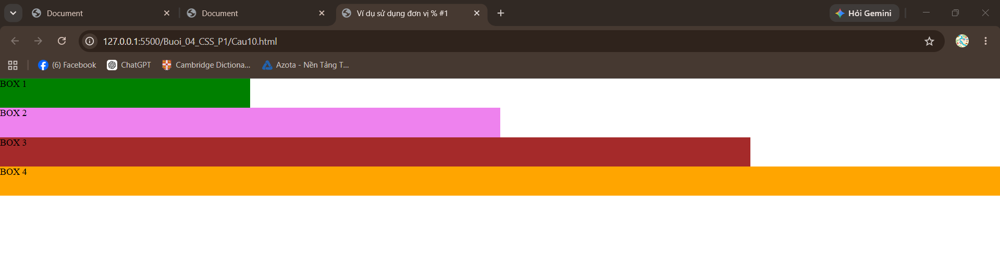 Document
Document
Ví dụ sử dụng đơn vị % #1
Hỏi Gemini
127.0.0.1:5500/Buoi_04_CSS_P1/Cau10.html
(6) Facebook
ChatGPT
Cambridge Dictiona...
Azota - Nền Tảng T...
BOX 1
BOX 2
BOX 3
BOX 4